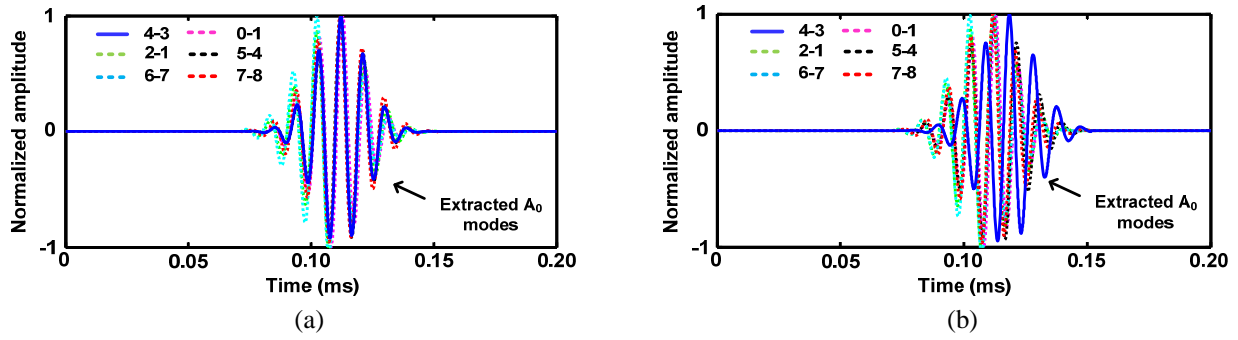 Normalized amplitude
1
0
-1
4-3
0-1
2-1
5-4
6-7
7-8
Extracted A₀
modes
0
0.05
0.10
0.15
0.20
Time (ms)
(a)
Normalized amplitude
1
0
-1
4-3
0-1
2-1
5-4
6-7
7-8
Extracted A₀
modes
0
0.05
0.10
0.15
0.20
Time (ms)
(b)